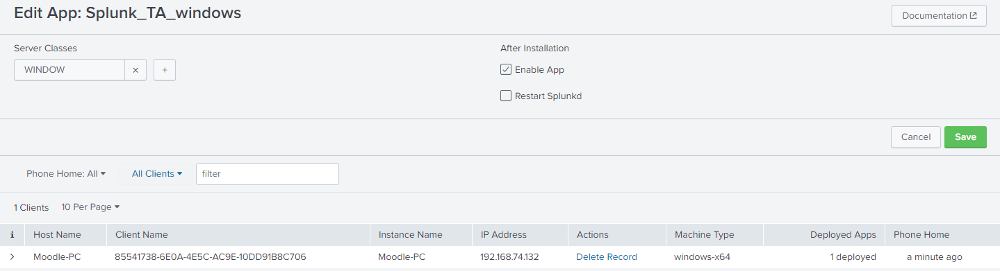 Edit App: Splunk_TA_windows
Documentation
Server Classes
After Installation
WINDOW × +
Enable App
Restart Splunkd
Cancel Save
Phone Home: All All Clients filter
1 Clients 10 Per Page
i Host Name Client Name Instance Name IP Address Actions Machine Type Deployed Apps Phone Home
> Moodle-PC 85541738-6E0A-4E5C-AC9E-10DD91B8C706 Moodle-PC 192.168.74.132 Delete Record windows-x64 1 deployed a minute ago